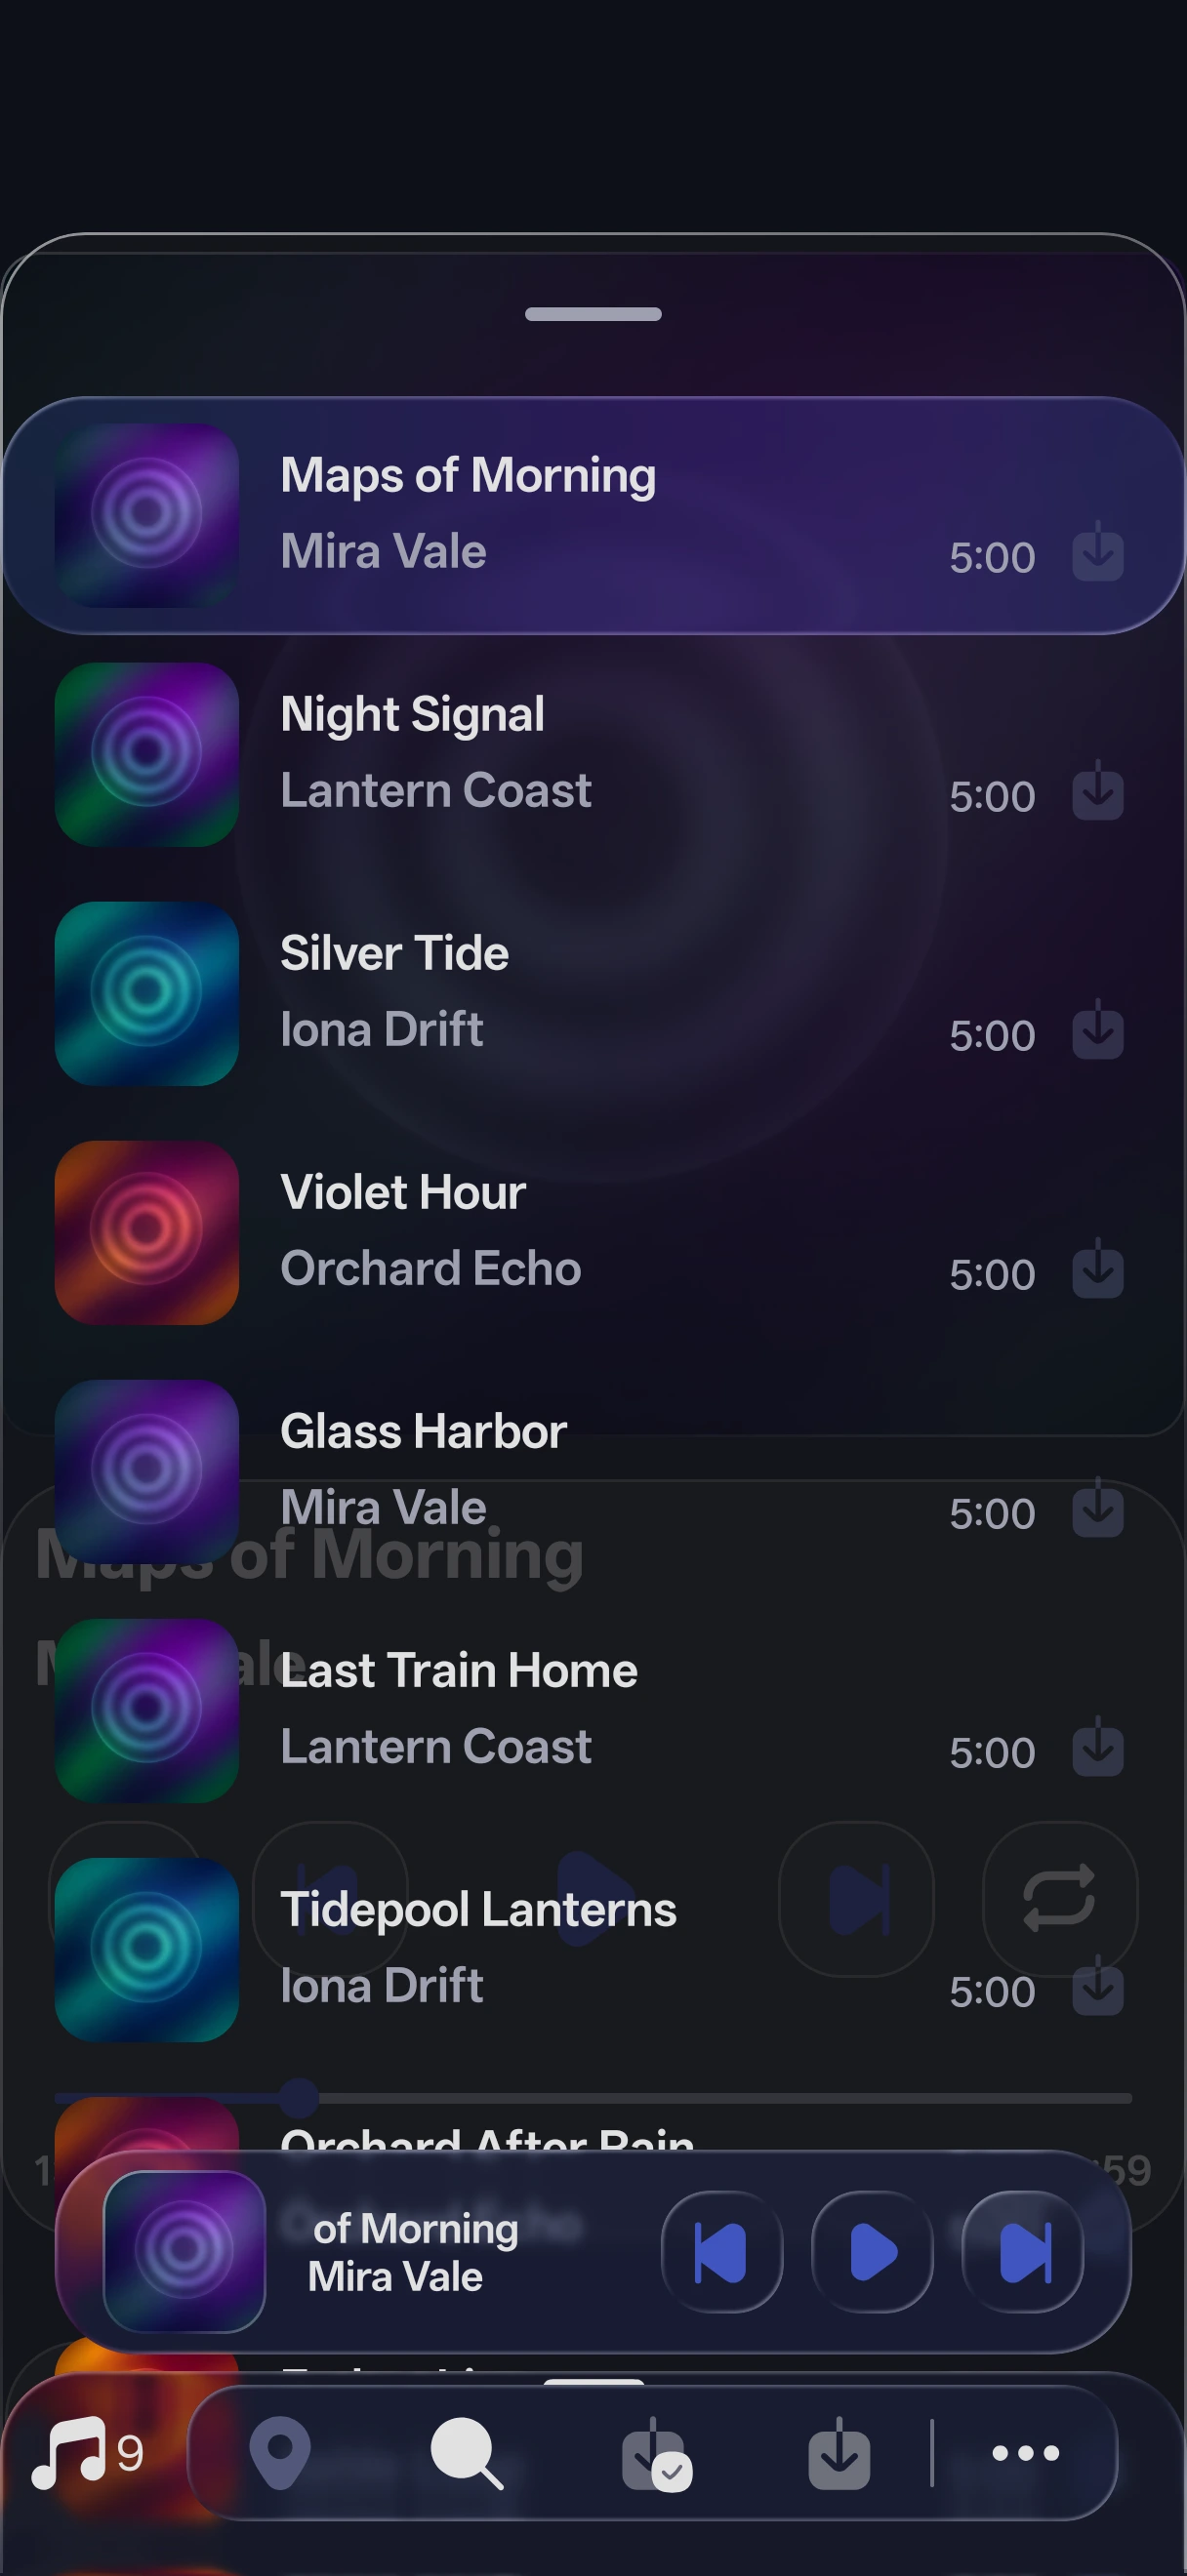 Maps of Morning
Mira Vale
5:00
Night Signal
Lantern Coast
5:00
Silver Tide
Iona Drift
5:00
Violet Hour
Orchard Echo
5:00
Glass Harbor
Mira Vale
5:00
Maps of Morning
Last Train Home
Lantern Coast
5:00
Tidepool Lanterns
Iona Drift
5:00
Orchard After Rain
of Morning
Mira Vale
9